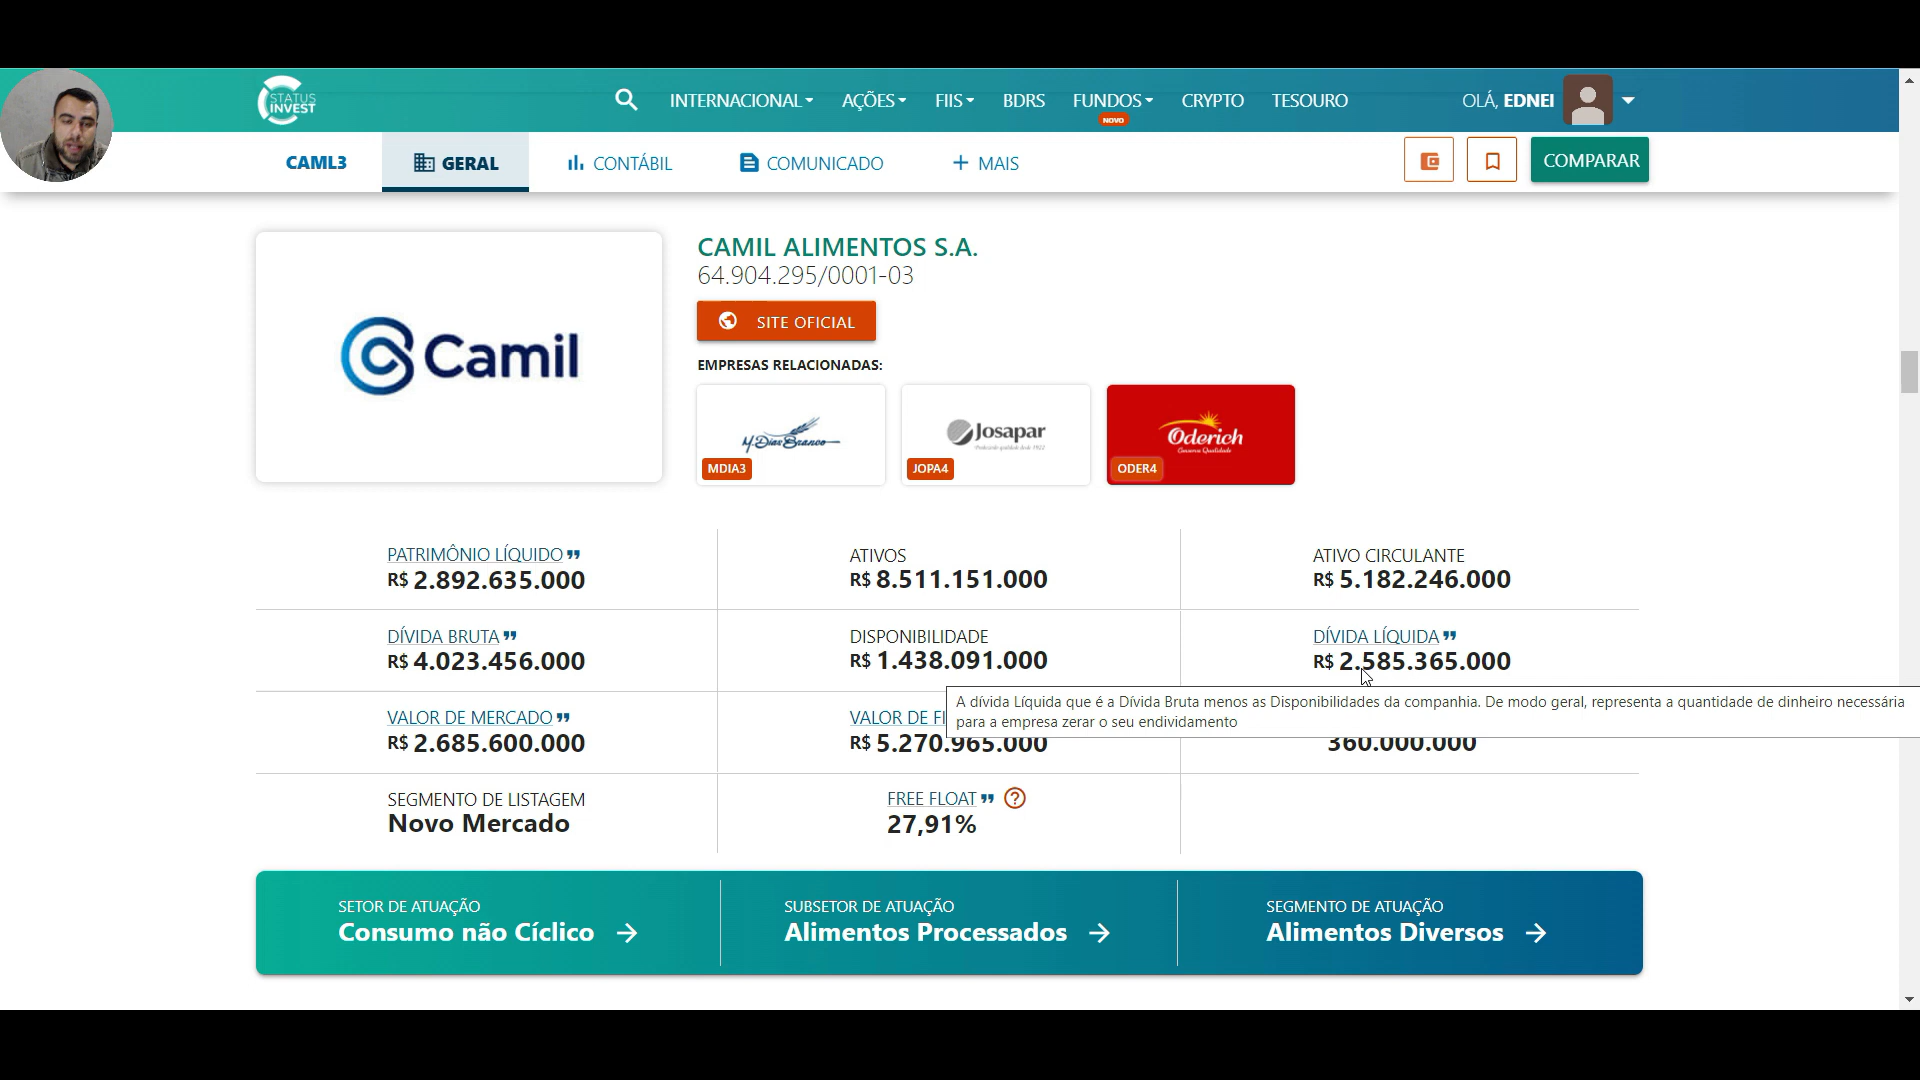 STATUS
INVEST
INTERNACIONAL
AÇÕES
FIIS
BDRS
FUNDOS
NOVO
CRYPTO
TESOURO
OLÁ, EDNEI
CAML3
GERAL
CONTÁBIL
COMUNICADO
MAIS
COMPARAR
Camil
CAMIL ALIMENTOS S.A.
64.904.295/0001-03
SITE OFICIAL
EMPRESAS RELACIONADAS:
M.Dias Branco
MDIA3
Josapar
JOPA4
Oderich
Conserva Qualidade
ODER4
PATRIMÔNIO LÍQUIDO
R$ 2.892.635.000
ATIVOS
R$ 8.511.151.000
ATIVO CIRCULANTE
R$ 5.182.246.000
DÍVIDA BRUTA
R$ 4.023.456.000
DISPONIBILIDADE
R$ 1.438.091.000
DÍVIDA LÍQUIDA
R$ 2.585.365.000
A dívida Líquida que é a Dívida Bruta menos as Disponibilidades da companhia. De modo geral, representa a quantidade de dinheiro necessária
para a empresa zerar o seu endividamento
VALOR DE MERCADO
R$ 2.685.600.000
VALOR DE FI
R$ 5.270.965.000
360.000.000
SEGMENTO DE LISTAGEM
Novo Mercado
FREE FLOAT
27,91%
SETOR DE ATUAÇÃO
Consumo não Cíclico
SUBSETOR DE ATUAÇÃO
Alimentos Processados
SEGMENTO DE ATUAÇÃO
Alimentos Diversos